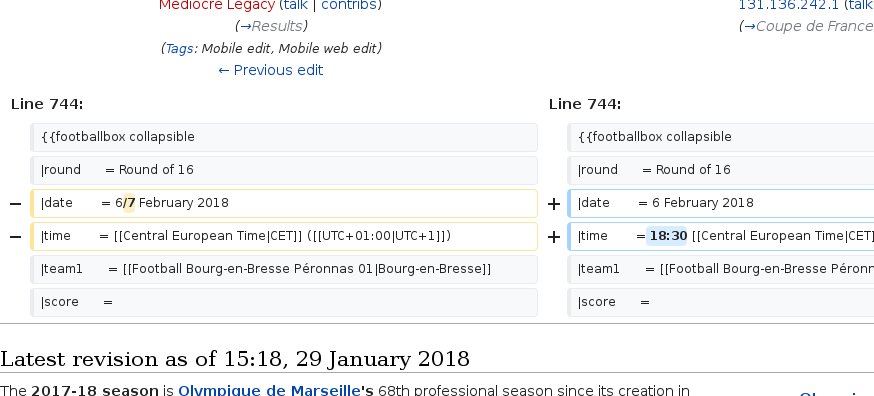 Mediocre Legacy (talk | contribs)
(→Results)
(Tags: Mobile edit, Mobile web edit)
← Previous edit
131.136.242.1 (talk
(→Coupe de France
Line 744:
Line 744:
{{footballbox collapsible
{{footballbox collapsible
|round = Round of 16
|round = Round of 16
− |date = 6/7 February 2018
+ |date = 6 February 2018
− |time = [[Central European Time|CET]] ([[UTC+01:00|UTC+1]])
+ |time = 18:30 [[Central European Time|CET]
|team1 = [[Football Bourg-en-Bresse Péronnas 01|Bourg-en-Bresse]]
|team1 = [[Football Bourg-en-Bresse Péronn
|score =
|score =
Latest revision as of 15:18, 29 January 2018
The 2017-18 season is Olympique de Marseille's 68th professional season since its creation in